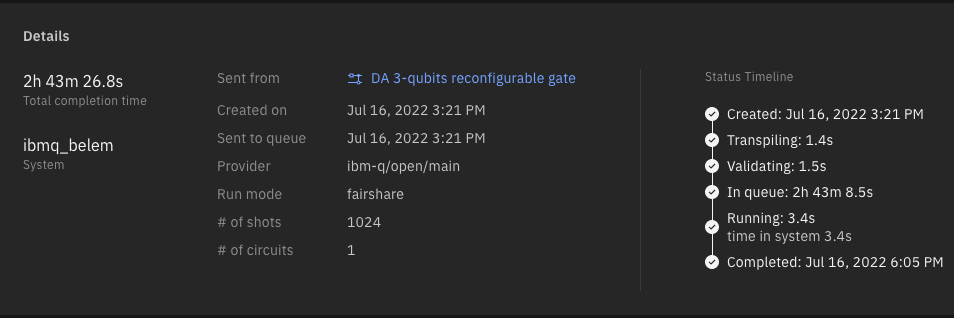 Details
2h 43m 26.8s
Total completion time
ibmq_belem
System
Sent from DA 3-qubits reconfigurable gate
Created on Jul 16, 2022 3:21 PM
Sent to queue Jul 16, 2022 3:21 PM
Provider ibm-q/open/main
Run mode fairshare
# of shots 1024
# of circuits 1
Status Timeline
Created: Jul 16, 2022 3:21 PM
Transpiling: 1.4s
Validating: 1.5s
In queue: 2h 43m 8.5s
Running: 3.4s
time in system 3.4s
Completed: Jul 16, 2022 6:05 PM